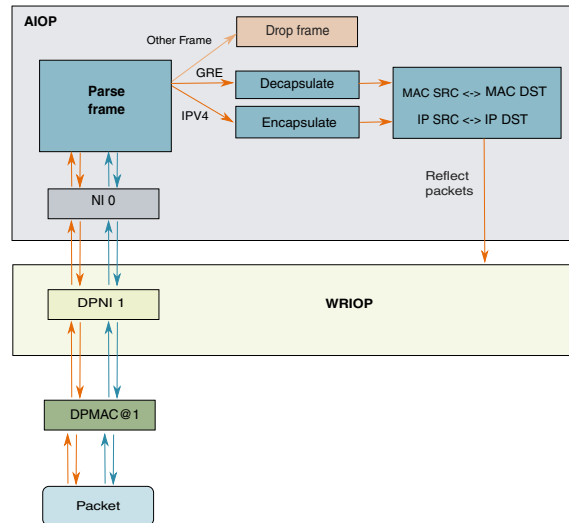 AIOP
Drop frame
Other Frame
Parse
frame
GRE
Decapsulate
MAC SRC <-> MAC DST
IPV4
Encapsulate
IP SRC <-> IP DST
Reflect
packets
NI 0
DPNI 1
WRIOP
DPMAC@1
Packet